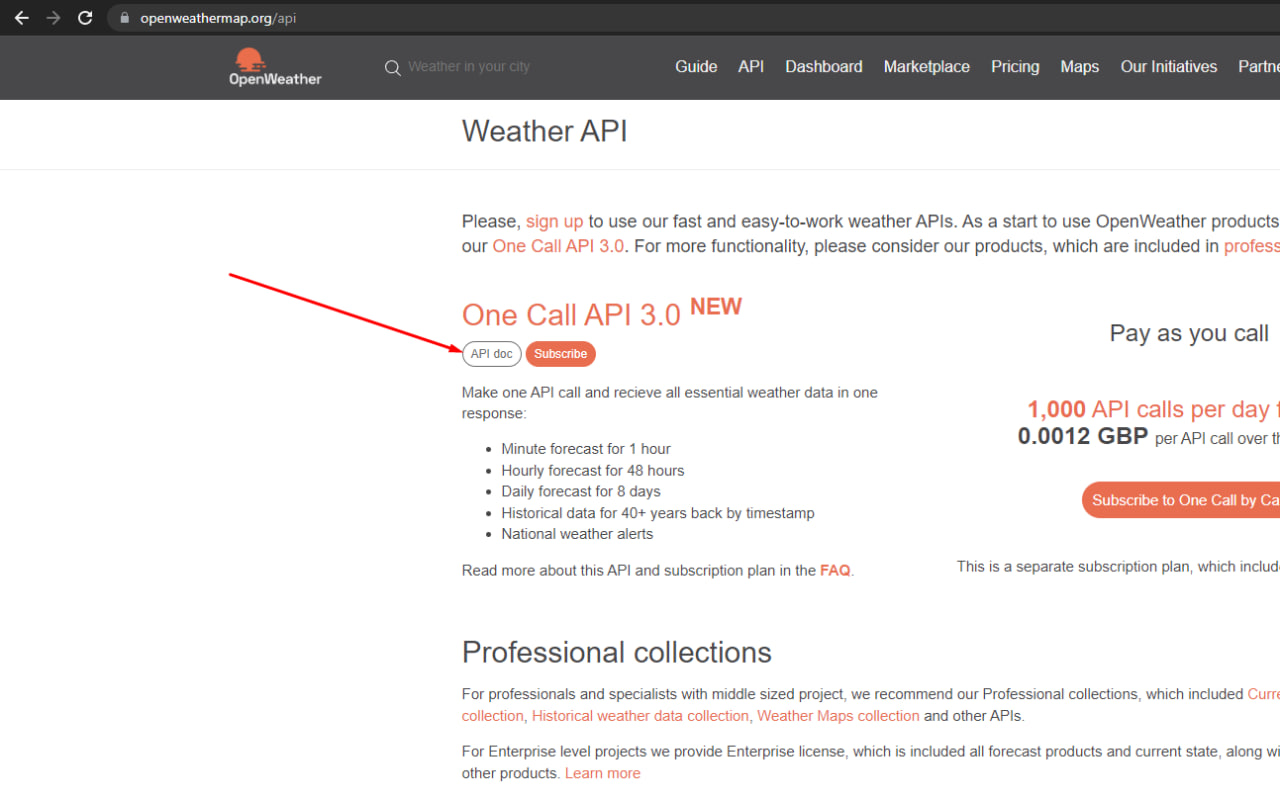 openweathermap.org/api
OpenWeather
Weather in your city
Guide API Dashboard Marketplace Pricing Maps Our Initiatives Partne
Weather API
Please, sign up to use our fast and easy-to-work weather APIs. As a start to use OpenWeather products
our One Call API 3.0. For more functionality, please consider our products, which are included in profess
One Call API 3.0 NEW
API doc Subscribe
Make one API call and recieve all essential weather data in one
response:
Minute forecast for 1 hour
Hourly forecast for 48 hours
Daily forecast for 8 days
Historical data for 40+ years back by timestamp
National weather alerts
Read more about this API and subscription plan in the FAQ.
Pay as you call
1,000 API calls per day f
0.0012 GBP per API call over th
Subscribe to One Call by Ca
This is a separate subscription plan, which include
Professional collections
For professionals and specialists with middle sized project, we recommend our Professional collections, which included Curre
collection, Historical weather data collection, Weather Maps collection and other APIs.
For Enterprise level projects we provide Enterprise license, which is included all forecast products and current state, along wi
other products. Learn more